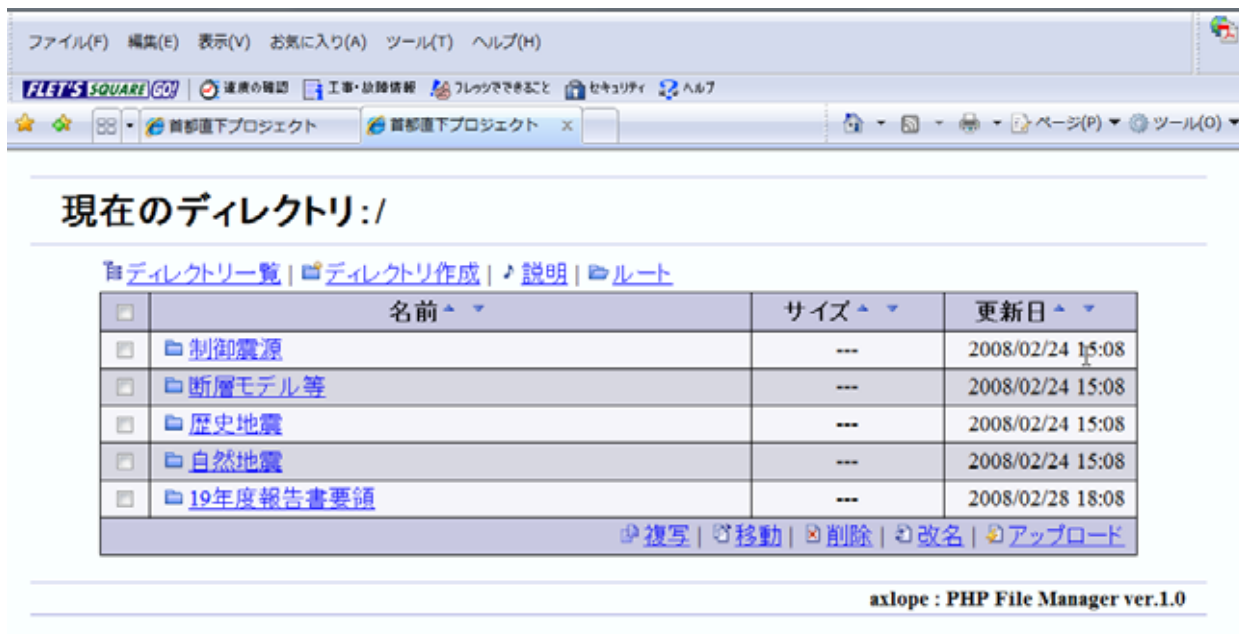 ファイル(F) 編集(E) 表示(V) お気に入り(A) ツール(T) ヘルプ(H)
FLET'S SQUARE GO! 速度の確認 工事・故障情報 フレッツでできること セキュリティ ヘルプ
首都直下プロジェクト 首都直下プロジェクト x ページ(P) ツール(O)
現在のディレクトリ:/
ディレクトリ一覧 | ディレクトリ作成 | 説明 | ルート
名前 サイズ 更新日
制御震源 --- 2008/02/24 15:08
断層モデル等 --- 2008/02/24 15:08
歴史地震 --- 2008/02/24 15:08
自然地震 --- 2008/02/24 15:08
19年度報告書要領 --- 2008/02/28 18:08
複写 | 移動 | 削除 | 改名 | アップロード
axlope : PHP File Manager ver.1.0